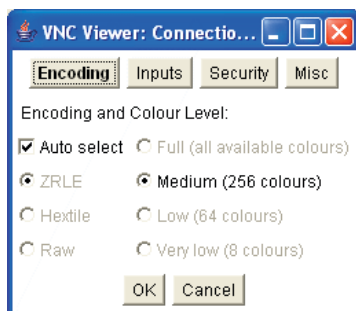 VNC Viewer: Connectio...
Encoding Inputs Security Misc
Encoding and Colour Level:
Auto select Full (all available colours)
ZRLE Medium (256 colours)
Hextile Low (64 colours)
Raw Very low (8 colours)
OK Cancel